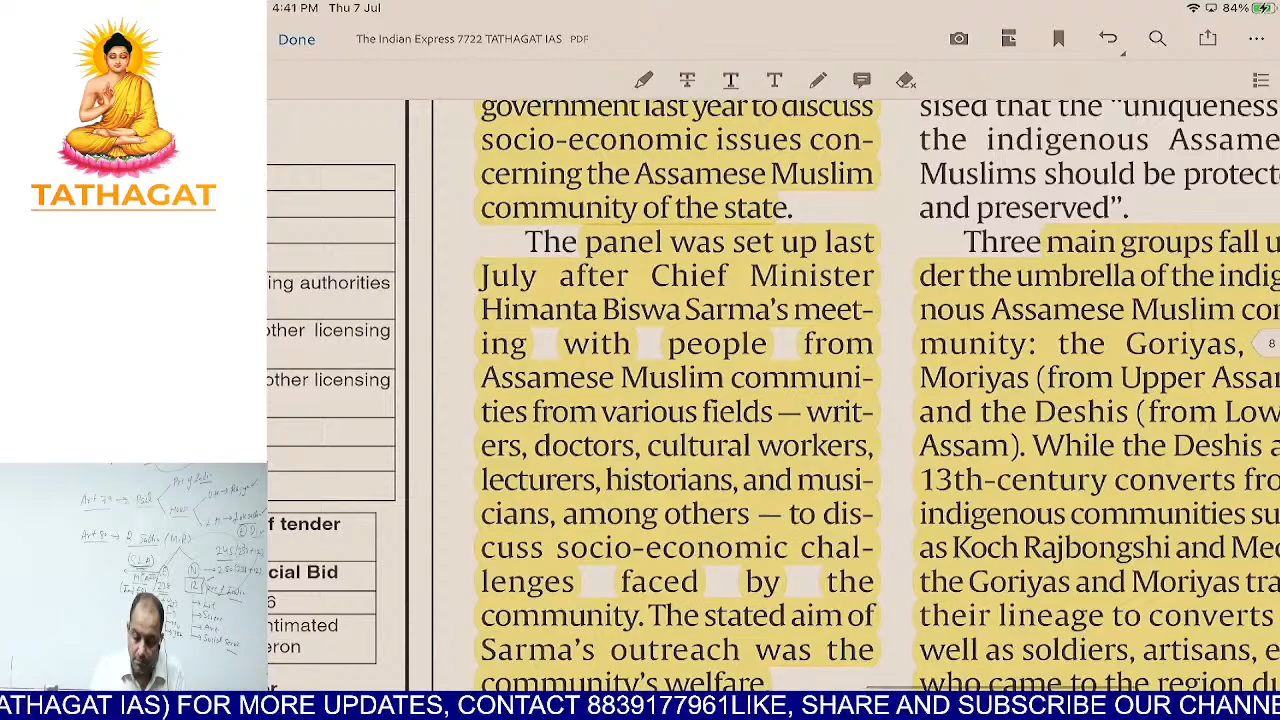 4:41 PM Thu 7 Jul
84%
Done
The Indian Express 7722 TATHAGAT IAS PDF
TATHAGAT
ing authorities
other licensing
other licensing
f tender
cial Bid
6
ntimated
eron
government last year to discuss
socio-economic issues con-
cerning the Assamese Muslim
community of the state.
The panel was set up last
July after Chief Minister
Himanta Biswa Sarma's meet-
ing with people from
Assamese Muslim communi-
ties from various fields — writ-
ers, doctors, cultural workers,
lecturers, historians, and musi-
cians, among others — to dis-
cuss socio-economic chal-
lenges faced by the
community. The stated aim of
Sarma's outreach was the
community's welfare.
sised that the "uniqueness
the indigenous Assame
Muslims should be protect
and preserved".
Three main groups fall u
der the umbrella of the indig
nous Assamese Muslim co
munity: the Goriyas,
8
Moriyas (from Upper Assa
and the Deshis (from Low
Assam). While the Deshis a
13th-century converts fro
indigenous communities su
as Koch Rajbongshi and Mec
the Goriyas and Moriyas tra
their lineage to converts
well as soldiers, artisans, e
who came to the region du
ATHAGAT IAS) FOR MORE UPDATES, CONTACT 8839177961LIKE, SHARE AND SUBSCRIBE OUR CHANNE